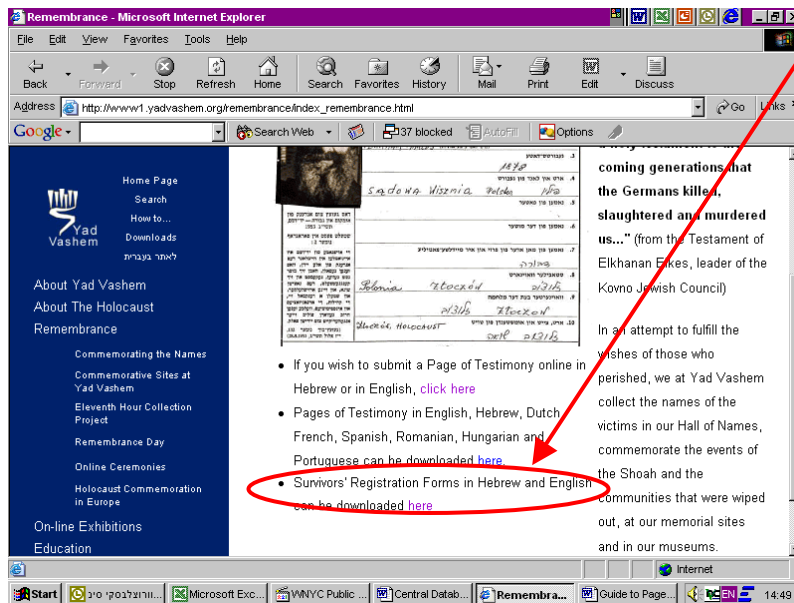 Remembrance - Microsoft Internet Explorer
File Edit View Favorites Tools Help
Back Forward Stop Refresh Home Search Favorites History Mail Print Edit Discuss
Address http://www1.yadvashem.org/remembrance/index_remembrance.html Go Links
Google Search Web 37 blocked AutoFill Options
Yad Vashem
Home Page
Search
How to...
Downloads
לאתר בעברית
About Yad Vashem
About The Holocaust
Remembrance
Commemorating the Names
Commemorative Sites at
Yad Vashem
Eleventh Hour Collection
Project
Remembrance Day
Online Ceremonies
Holocaust Commemoration
in Europe
On-line Exhibitions
Education
1878
Sądowa Wisznia Polska
Polonia Złoczów
Złoczów
Złoczów, Holocaust
• If you wish to submit a Page of Testimony online in
Hebrew or in English, click here
• Pages of Testimony in English, Hebrew, Dutch
French, Spanish, Romanian, Hungarian and
Portuguese can be downloaded here.
• Survivors' Registration Forms in Hebrew and English
can be downloaded here
coming generations that
the Germans killed,
slaughtered and murdered
us..." (from the Testament of
Elkhanan Elkes, leader of the
Kovno Jewish Council)
In an attempt to fulfill the
wishes of those who
perished, we at Yad Vashem
collect the names of the
victims in our Hall of Names,
commemorate the events of
the Shoah and the
communities that were wiped
out, at our memorial sites
and in our museums.
Internet
Start וורוצלבסקי סיג... Microsoft Exc... WNYC Public ... Central Datab... Remembra... Guide to Page... EN 14:49